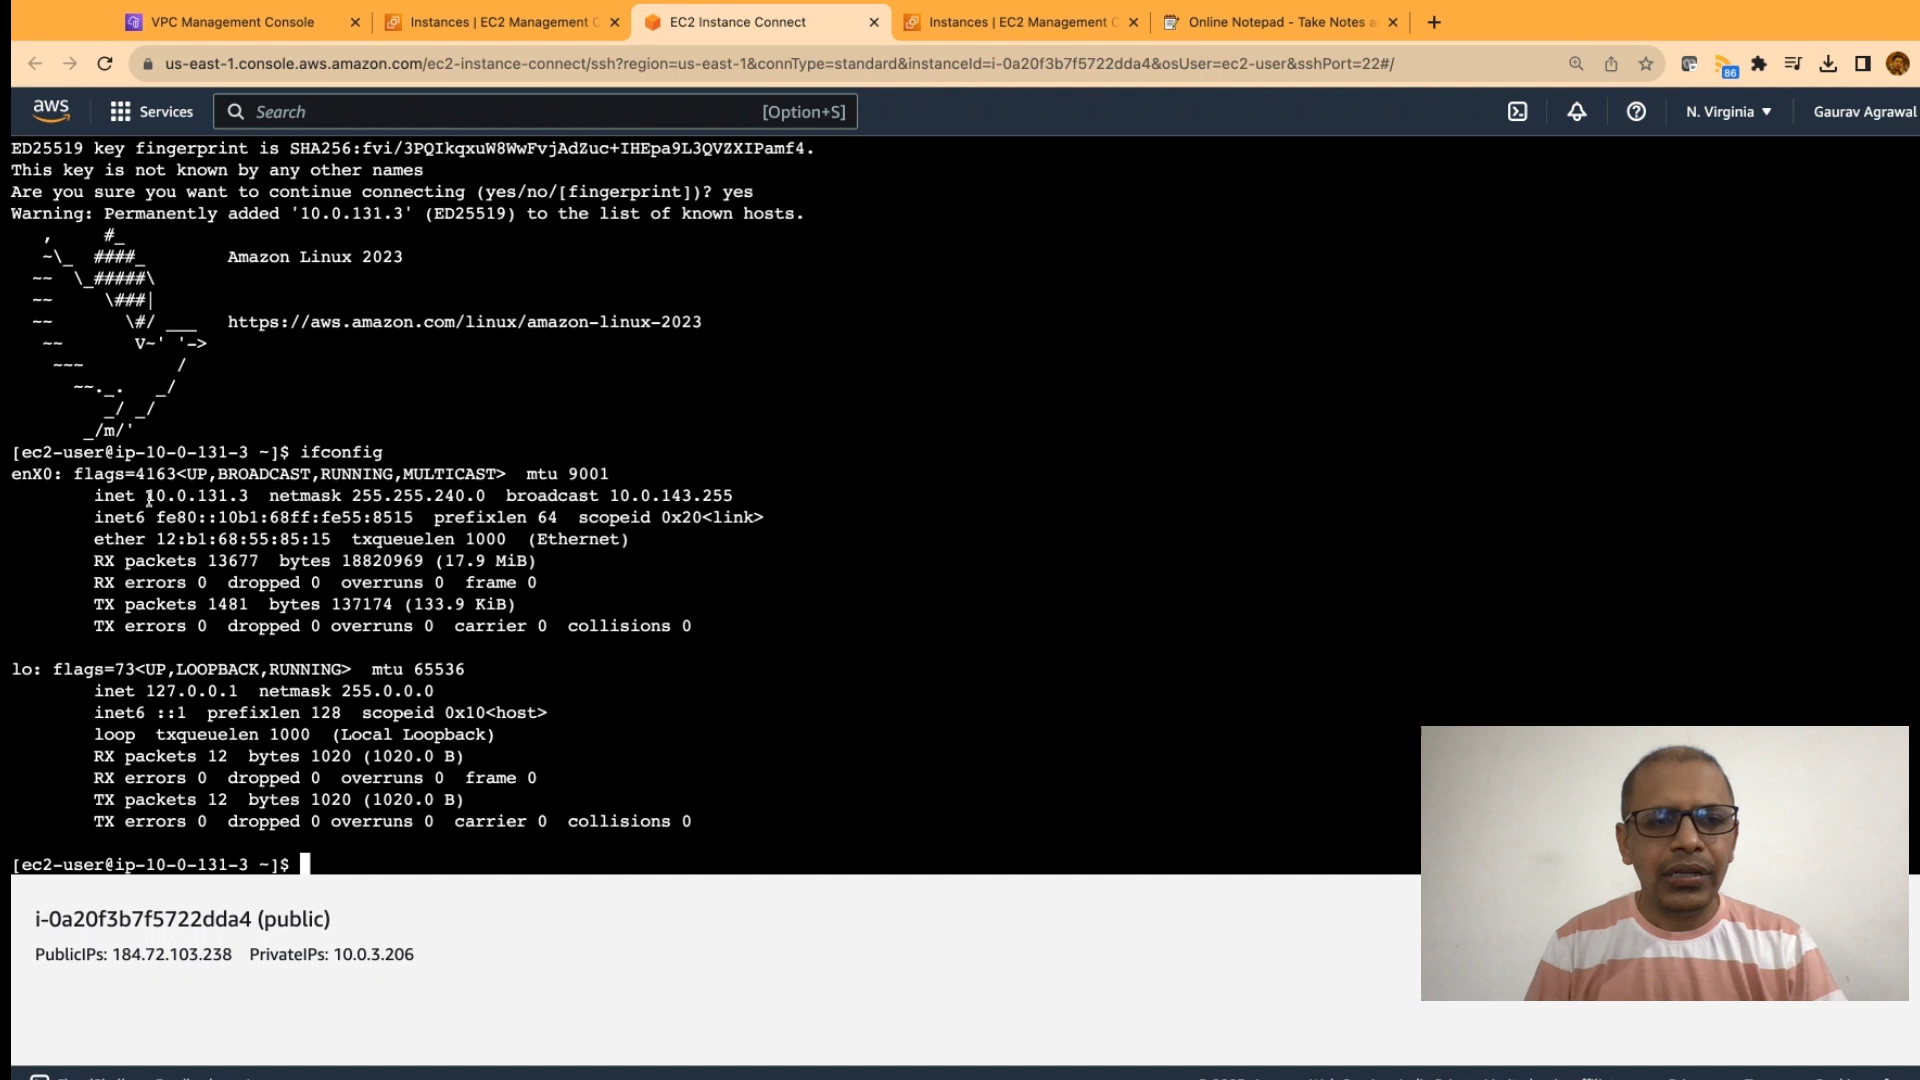 VPC Management Console
Instances | EC2 Management C
EC2 Instance Connect
Instances | EC2 Management C
Online Notepad - Take Notes a
us-east-1.console.aws.amazon.com/ec2-instance-connect/ssh?region=us-east-1&connType=standard&instanceId=i-0a20f3b7f5722dda4&osUser=ec2-user&sshPort=22#/
86
aws
Services
Search
[Option+S]
N. Virginia
Gaurav Agrawal
ED25519 key fingerprint is SHA256:fvi/3PQIkqxuW8WwFvjAdZuc+IHEpa9L3QVZXIPamf4.
This key is not known by any other names
Are you sure you want to continue connecting (yes/no/[fingerprint])? yes
Warning: Permanently added '10.0.131.3' (ED25519) to the list of known hosts.
   ,     #_
   ~\_  ####_        Amazon Linux 2023
  ~~  \_#####\
  ~~     \###|
  ~~       \#/ ___   https://aws.amazon.com/linux/amazon-linux-2023
   ~~       V~' '->
    ~~~         /
      ~~._.   _/
         _/ _/
       _/m/'
[ec2-user@ip-10-0-131-3 ~]$ ifconfig
enX0: flags=4163<UP,BROADCAST,RUNNING,MULTICAST>  mtu 9001
        inet 10.0.131.3  netmask 255.255.240.0  broadcast 10.0.143.255
        inet6 fe80::10b1:68ff:fe55:8515  prefixlen 64  scopeid 0x20<link>
        ether 12:b1:68:55:85:15  txqueuelen 1000  (Ethernet)
        RX packets 13677  bytes 18820969 (17.9 MiB)
        RX errors 0  dropped 0  overruns 0  frame 0
        TX packets 1481  bytes 137174 (133.9 KiB)
        TX errors 0  dropped 0 overruns 0  carrier 0  collisions 0
lo: flags=73<UP,LOOPBACK,RUNNING>  mtu 65536
        inet 127.0.0.1  netmask 255.0.0.0
        inet6 ::1  prefixlen 128  scopeid 0x10<host>
        loop  txqueuelen 1000  (Local Loopback)
        RX packets 12  bytes 1020 (1020.0 B)
        RX errors 0  dropped 0  overruns 0  frame 0
        TX packets 12  bytes 1020 (1020.0 B)
        TX errors 0  dropped 0 overruns 0  carrier 0  collisions 0
[ec2-user@ip-10-0-131-3 ~]$
i-0a20f3b7f5722dda4 (public)
PublicIPs: 184.72.103.238 PrivateIPs: 10.0.3.206